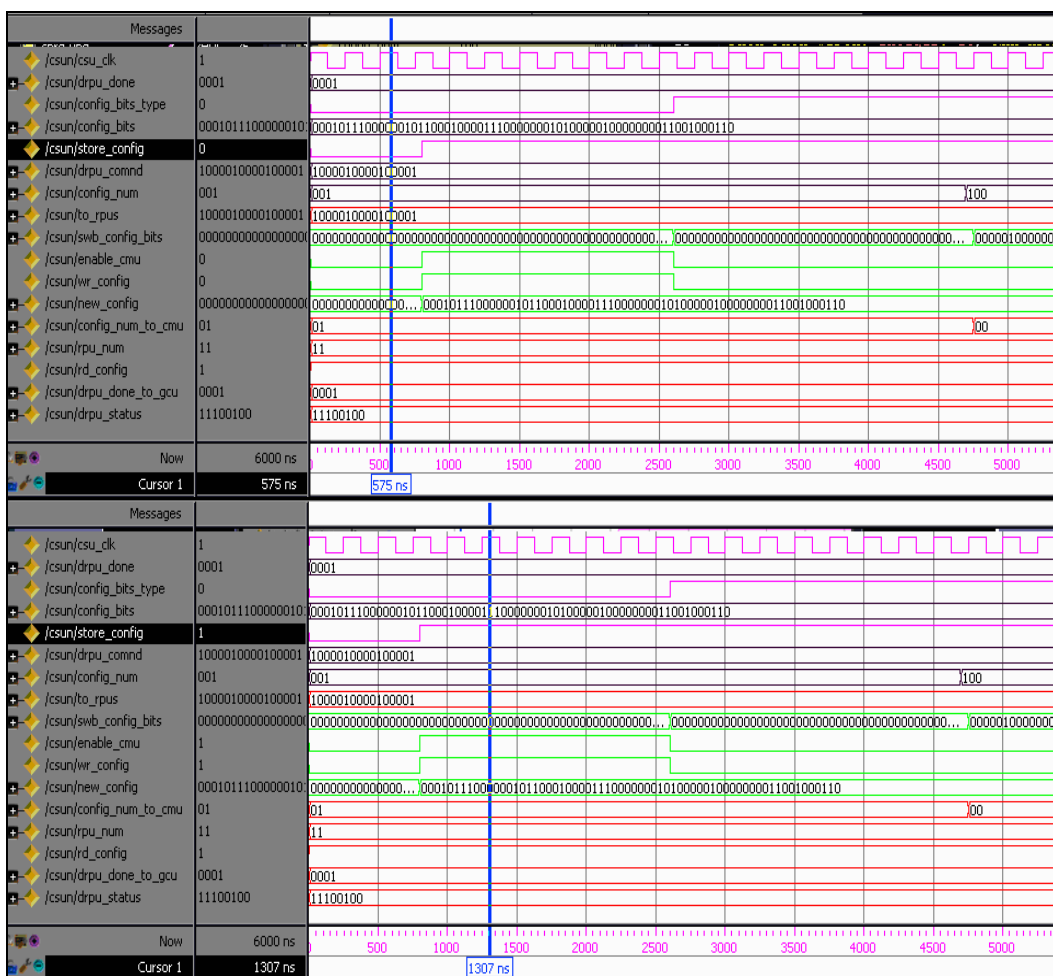 Messages
/csun/csu_clk 1
/csun/drpu_done 0001 0001
/csun/config_bits_type 0
/csun/config_bits
/csun/store_config 0
/csun/drpu_comnd 1000010000100001
/csun/config_num 001 001 100
/csun/to_rpus 1000010000100001
/csun/swb_config_bits
/csun/enable_cmu 0
/csun/wr_config 0
/csun/new_config
/csun/config_num_to_cmu 01 01 00
/csun/rpu_num 11 11
/csun/rd_config 1
/csun/drpu_done_to_gcu 0001 0001
/csun/drpu_status 11100100 11100100
Now 6000 ns 500 1000 1500 2000 2500 3000 3500 4000 4500 5000
Cursor 1 575 ns 575 ns
Messages
/csun/csu_clk 1
/csun/drpu_done 0001 0001
/csun/config_bits_type 0
/csun/config_bits
/csun/store_config 1
/csun/drpu_comnd 1000010000100001 1000010000100001
/csun/config_num 001 001 100
/csun/to_rpus 1000010000100001 1000010000100001
/csun/swb_config_bits
/csun/enable_cmu 1
/csun/wr_config 1
/csun/new_config
/csun/config_num_to_cmu 01 01 00
/csun/rpu_num 11 11
/csun/rd_config 1
/csun/drpu_done_to_gcu 0001 0001
/csun/drpu_status 11100100 11100100
Now 6000 ns 500 1000 1500 2000 2500 3000 3500 4000 4500 5000
Cursor 1 1307 ns 1307 ns